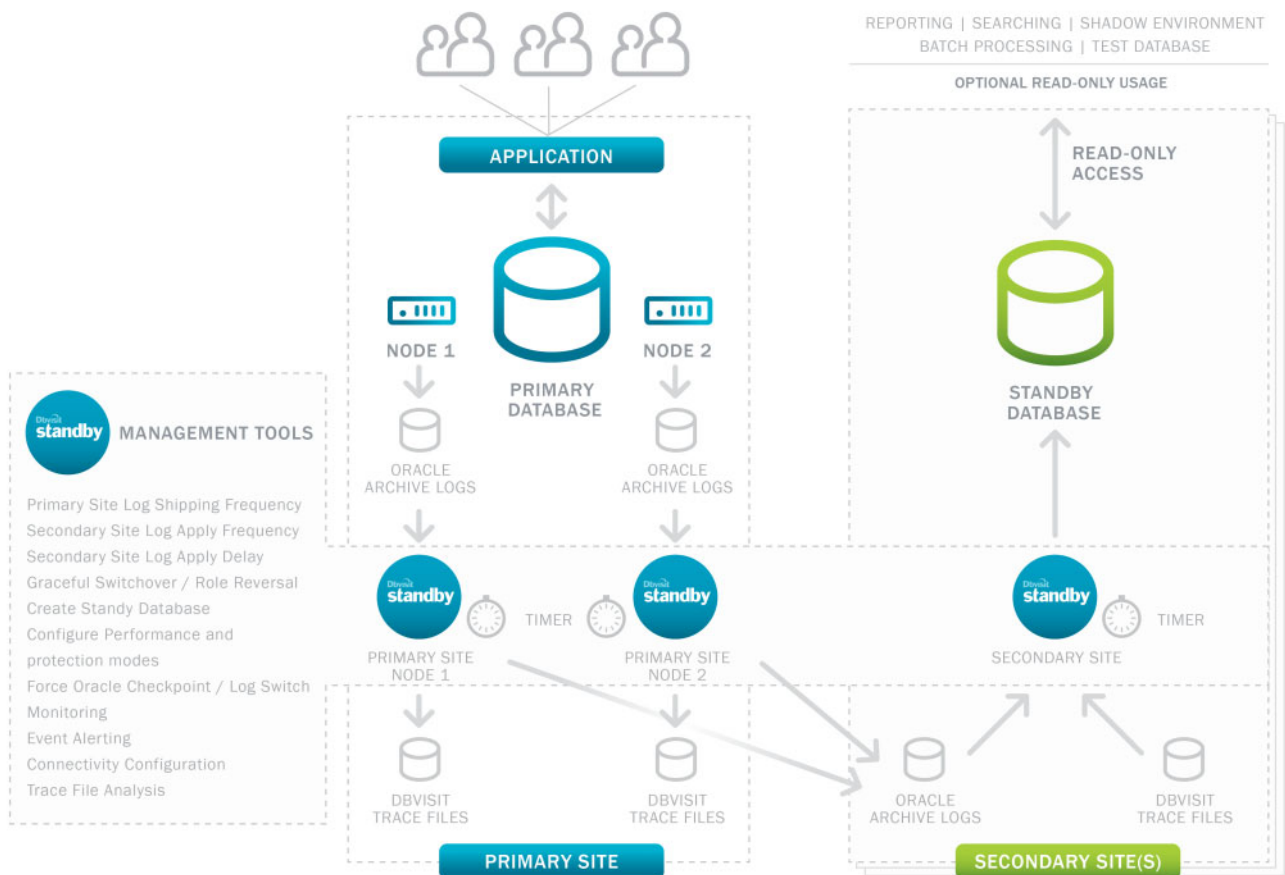 REPORTING | SEARCHING | SHADOW ENVIRONMENT
BATCH PROCESSING | TEST DATABASE
OPTIONAL READ-ONLY USAGE
APPLICATION
READ-ONLY
ACCESS
NODE 1
NODE 2
PRIMARY
DATABASE
STANDBY
DATABASE
ORACLE
ARCHIVE LOGS
ORACLE
ARCHIVE LOGS
Dbvisit
standby
MANAGEMENT TOOLS
Primary Site Log Shipping Frequency
Secondary Site Log Apply Frequency
Secondary Site Log Apply Delay
Graceful Switchover / Role Reversal
Create Standy Database
Configure Performance and
protection modes
Force Oracle Checkpoint / Log Switch
Monitoring
Event Alerting
Connectivity Configuration
Trace File Analysis
Dbvisit
standby
TIMER
PRIMARY SITE
NODE 1
Dbvisit
standby
PRIMARY SITE
NODE 2
Dbvisit
standby
TIMER
SECONDARY SITE
DBVISIT
TRACE FILES
DBVISIT
TRACE FILES
ORACLE
ARCHIVE LOGS
DBVISIT
TRACE FILES
PRIMARY SITE
SECONDARY SITE(S)